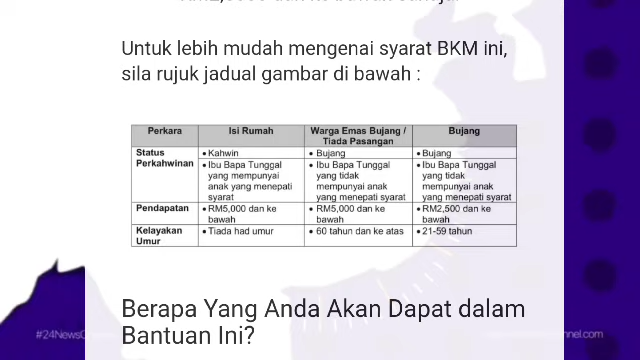 Untuk lebih mudah mengenai syarat BKM ini,
sila rujuk jadual gambar di bawah :
Perkara Isi Rumah Warga Emas Bujang / Tiada Pasangan Bujang
Status Perkahwinan
• Kahwin
• Ibu Bapa Tunggal yang mempunyai anak yang menepati syarat
• Bujang
• Ibu Bapa Tunggal yang tidak mempunyai anak yang menepati syarat
• Bujang
• Ibu Bapa Tunggal yang tidak mempunyai anak yang menepati syarat
Pendapatan
• RM5,000 dan ke bawah
• RM5,000 dan ke bawah
• RM2,500 dan ke bawah
Kelayakan Umur
• Tiada had umur
• 60 tahun dan ke atas
• 21-59 tahun
Berapa Yang Anda Akan Dapat dalam
Bantuan Ini?